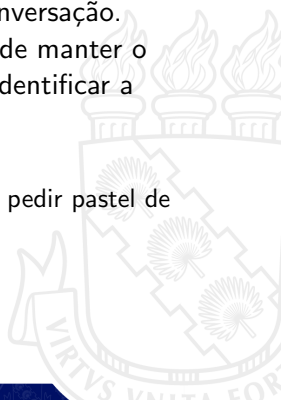 nversação.
de manter o
dentificar a
pedir pastel de
VIRTVS VNITA FOR